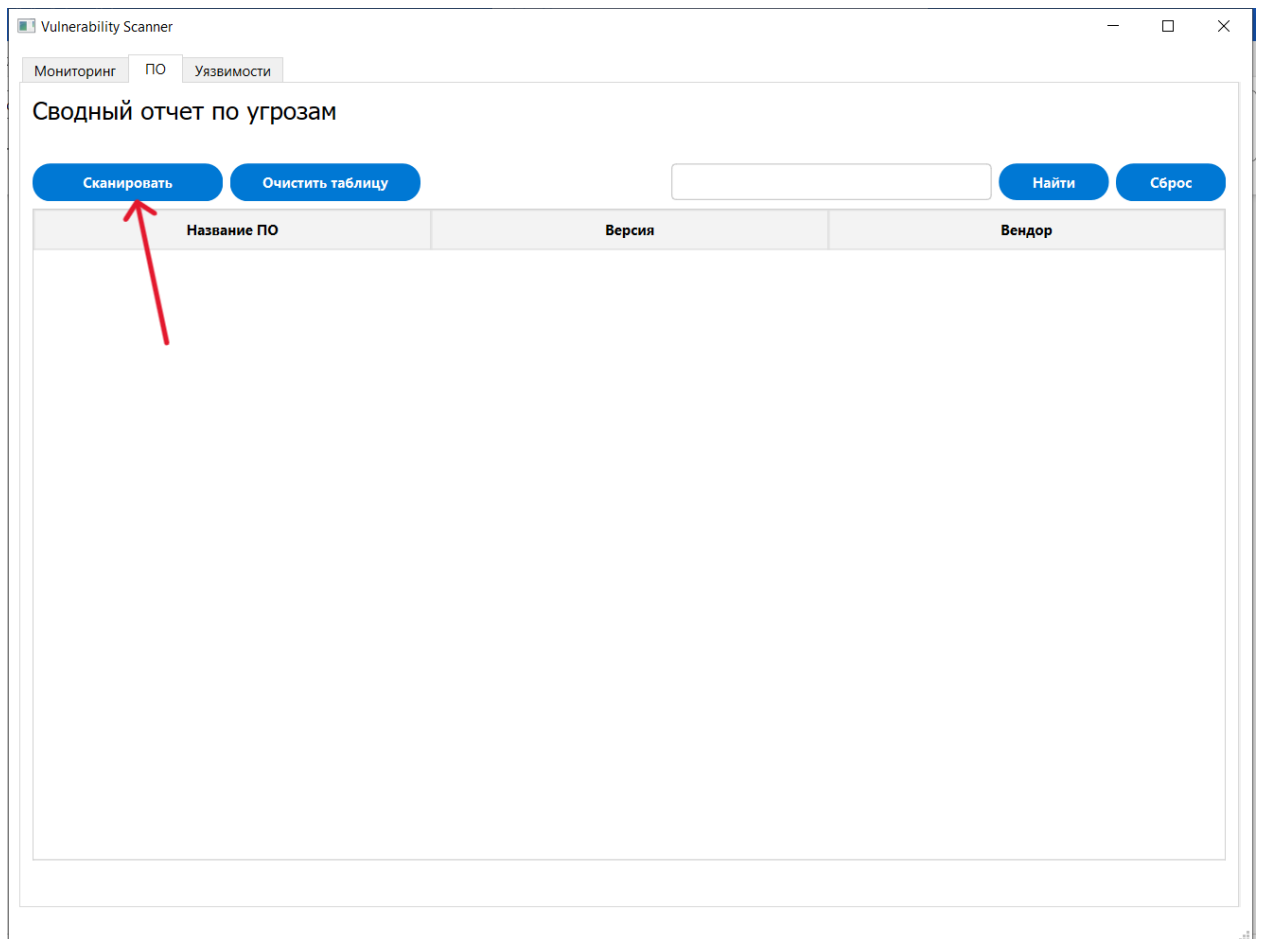 Vulnerability Scanner
Мониторинг ПО Уязвимости
Сводный отчет по угрозам
Сканировать Очистить таблицу Найти Сброс
Название ПО Версия Вендор